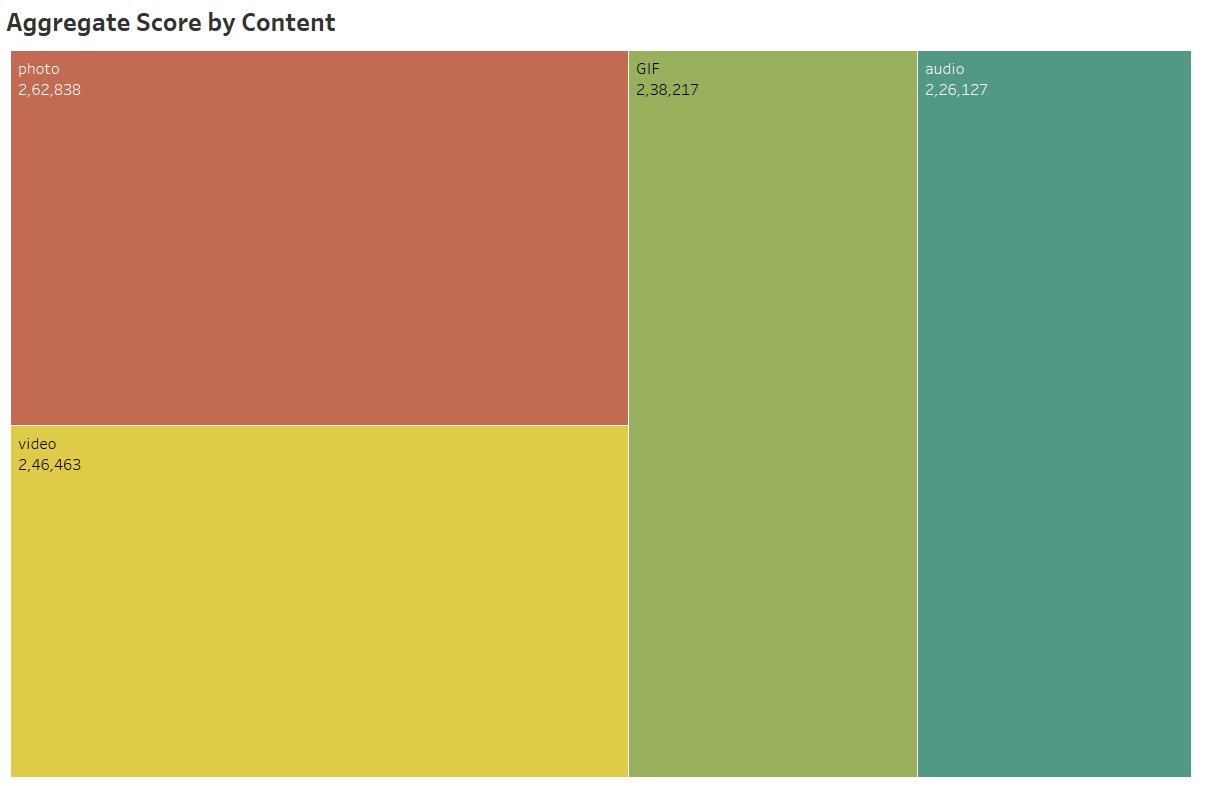 Aggregate Score by Content
photo
2,62,838
video
2,46,463
GIF
2,38,217
audio
2,26,127